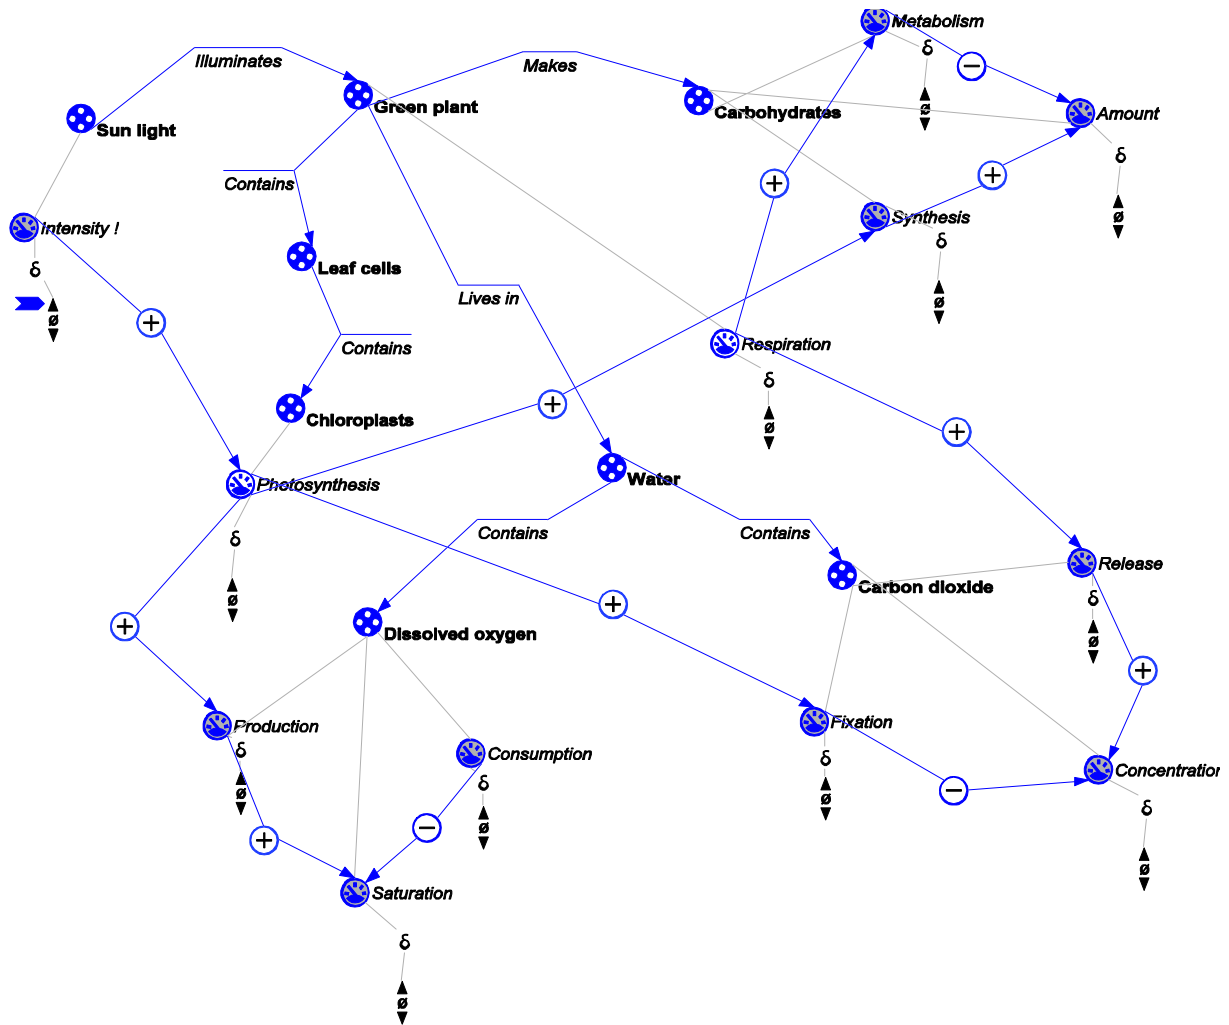 Metabolism
δ
−
ø
Illuminates
Makes
Green plant
Carbohydrates
Amount
Sun light
δ
ø
+
+
Contains
Intensity !
Synthesis
δ
ø
δ
ø
Leaf cells
Lives in
+
Contains
Respiration
δ
ø
+
Chloroplasts
+
Photosynthesis
Water
δ
ø
Contains
Contains
Carbon dioxide
Release
δ
ø
+
+
Dissolved oxygen
+
Production
δ
ø
Consumption
δ
ø
Fixation
δ
ø
Concentration
δ
ø
−
+
−
Saturation
δ
ø